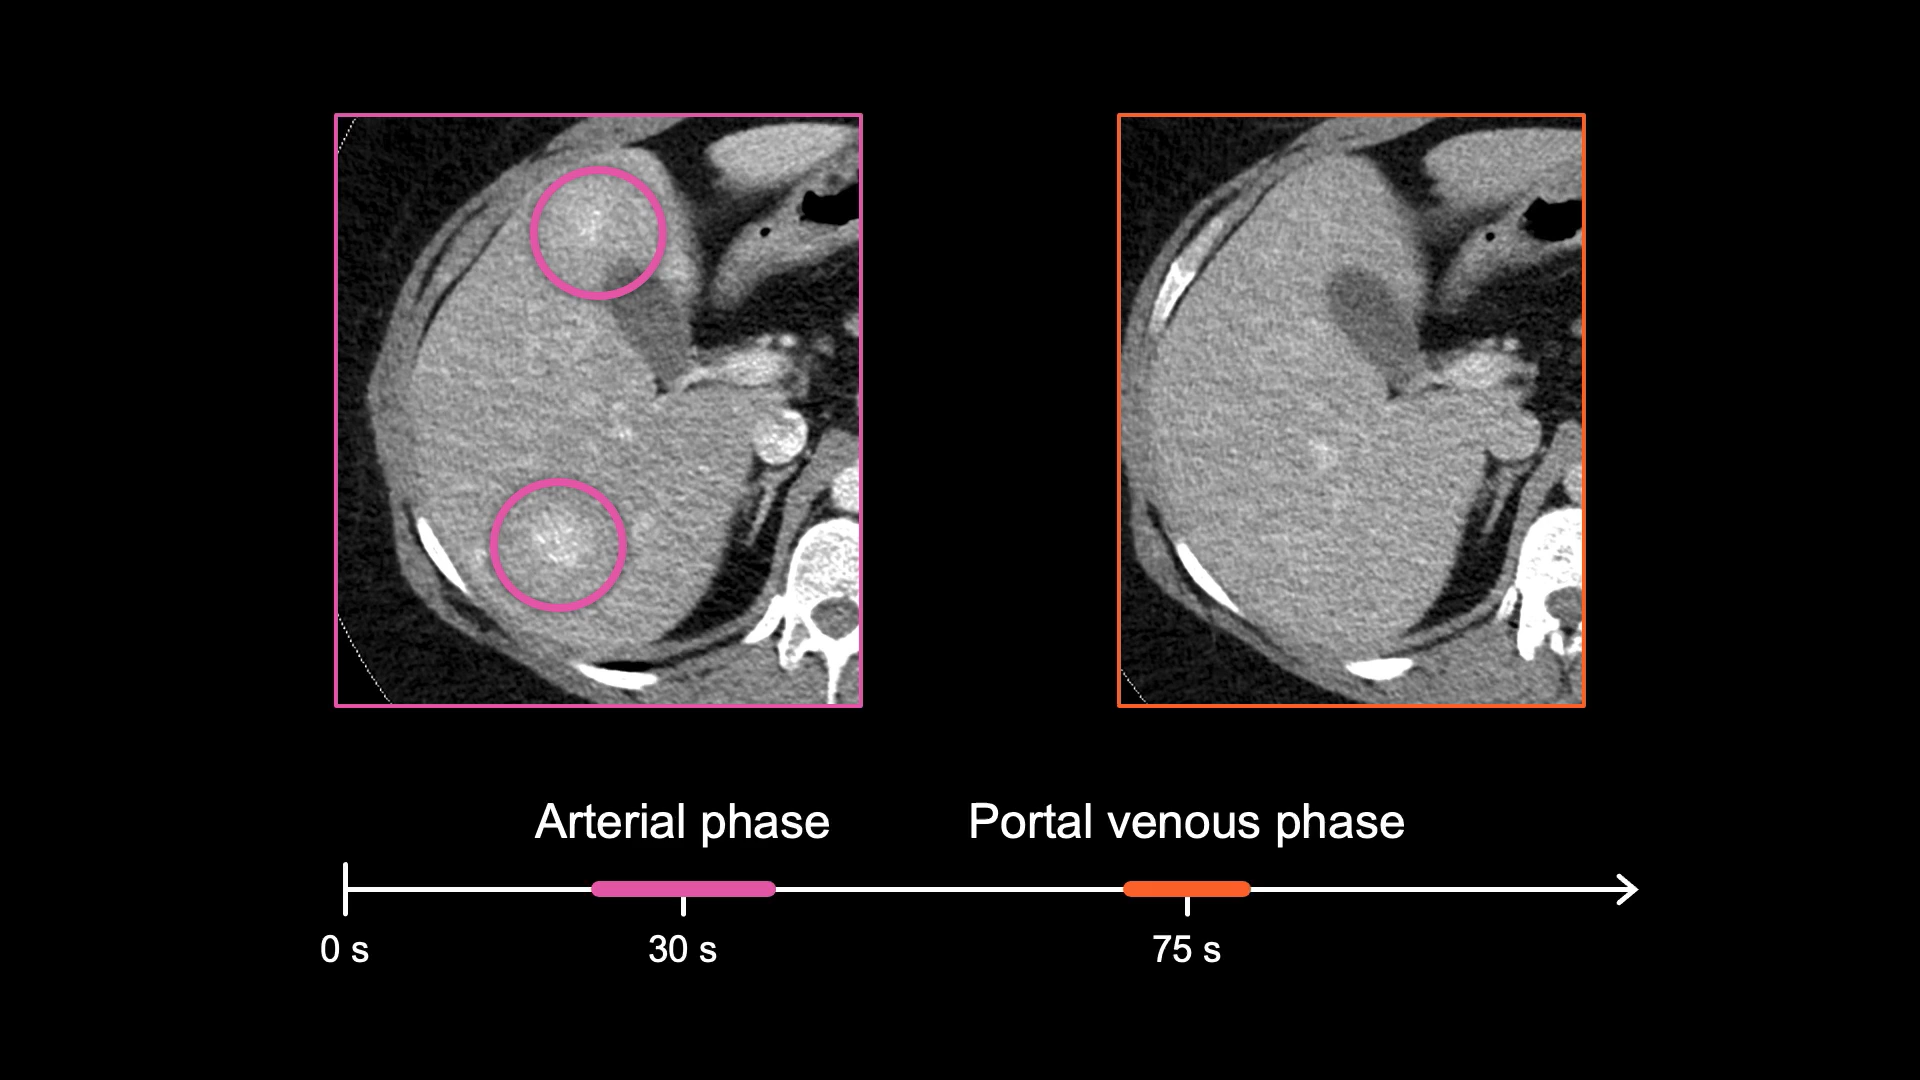 Arterial phase
Portal venous phase
0 s
30 s
75 s